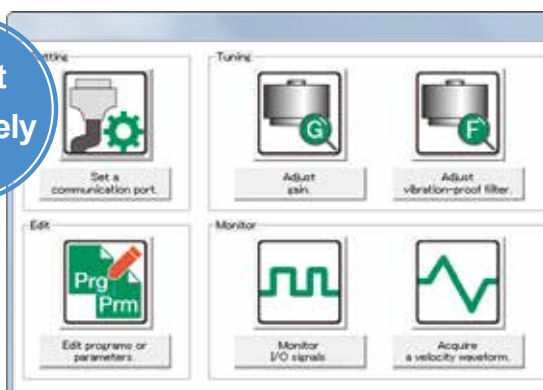 t
ely
etting
Tuning
G
F
Set a
communication port.
Adjust
gain.
Adjust
vibration-proof filter.
Edit
Monitor
Prg
Prm
Edit programs or
parameters.
Monitor
I/O signals
Acquire
a velocity waveform.